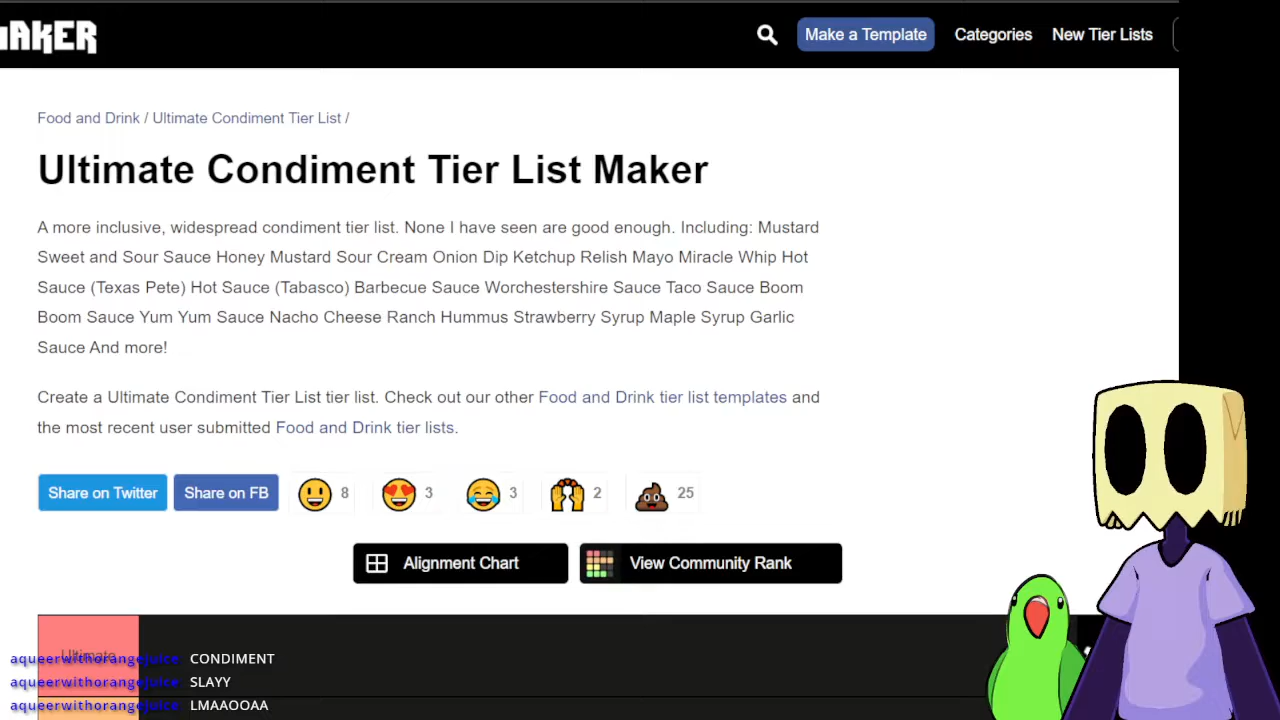 MAKER
Make a Template
Categories
New Tier Lists
Food and Drink / Ultimate Condiment Tier List /
Ultimate Condiment Tier List Maker
A more inclusive, widespread condiment tier list. None I have seen are good enough. Including: Mustard
Sweet and Sour Sauce Honey Mustard Sour Cream Onion Dip Ketchup Relish Mayo Miracle Whip Hot
Sauce (Texas Pete) Hot Sauce (Tabasco) Barbecue Sauce Worchestershire Sauce Taco Sauce Boom
Boom Sauce Yum Yum Sauce Nacho Cheese Ranch Hummus Strawberry Syrup Maple Syrup Garlic
Sauce And more!
Create a Ultimate Condiment Tier List tier list. Check out our other Food and Drink tier list templates and
the most recent user submitted Food and Drink tier lists.
Share on Twitter
Share on FB
8
3
3
2
25
Alignment Chart
View Community Rank
Ultimate
aqueerwithorangejuice CONDIMENT
aqueerwithorangejuice SLAYY
aqueerwithorangejuice LMAAOOAA